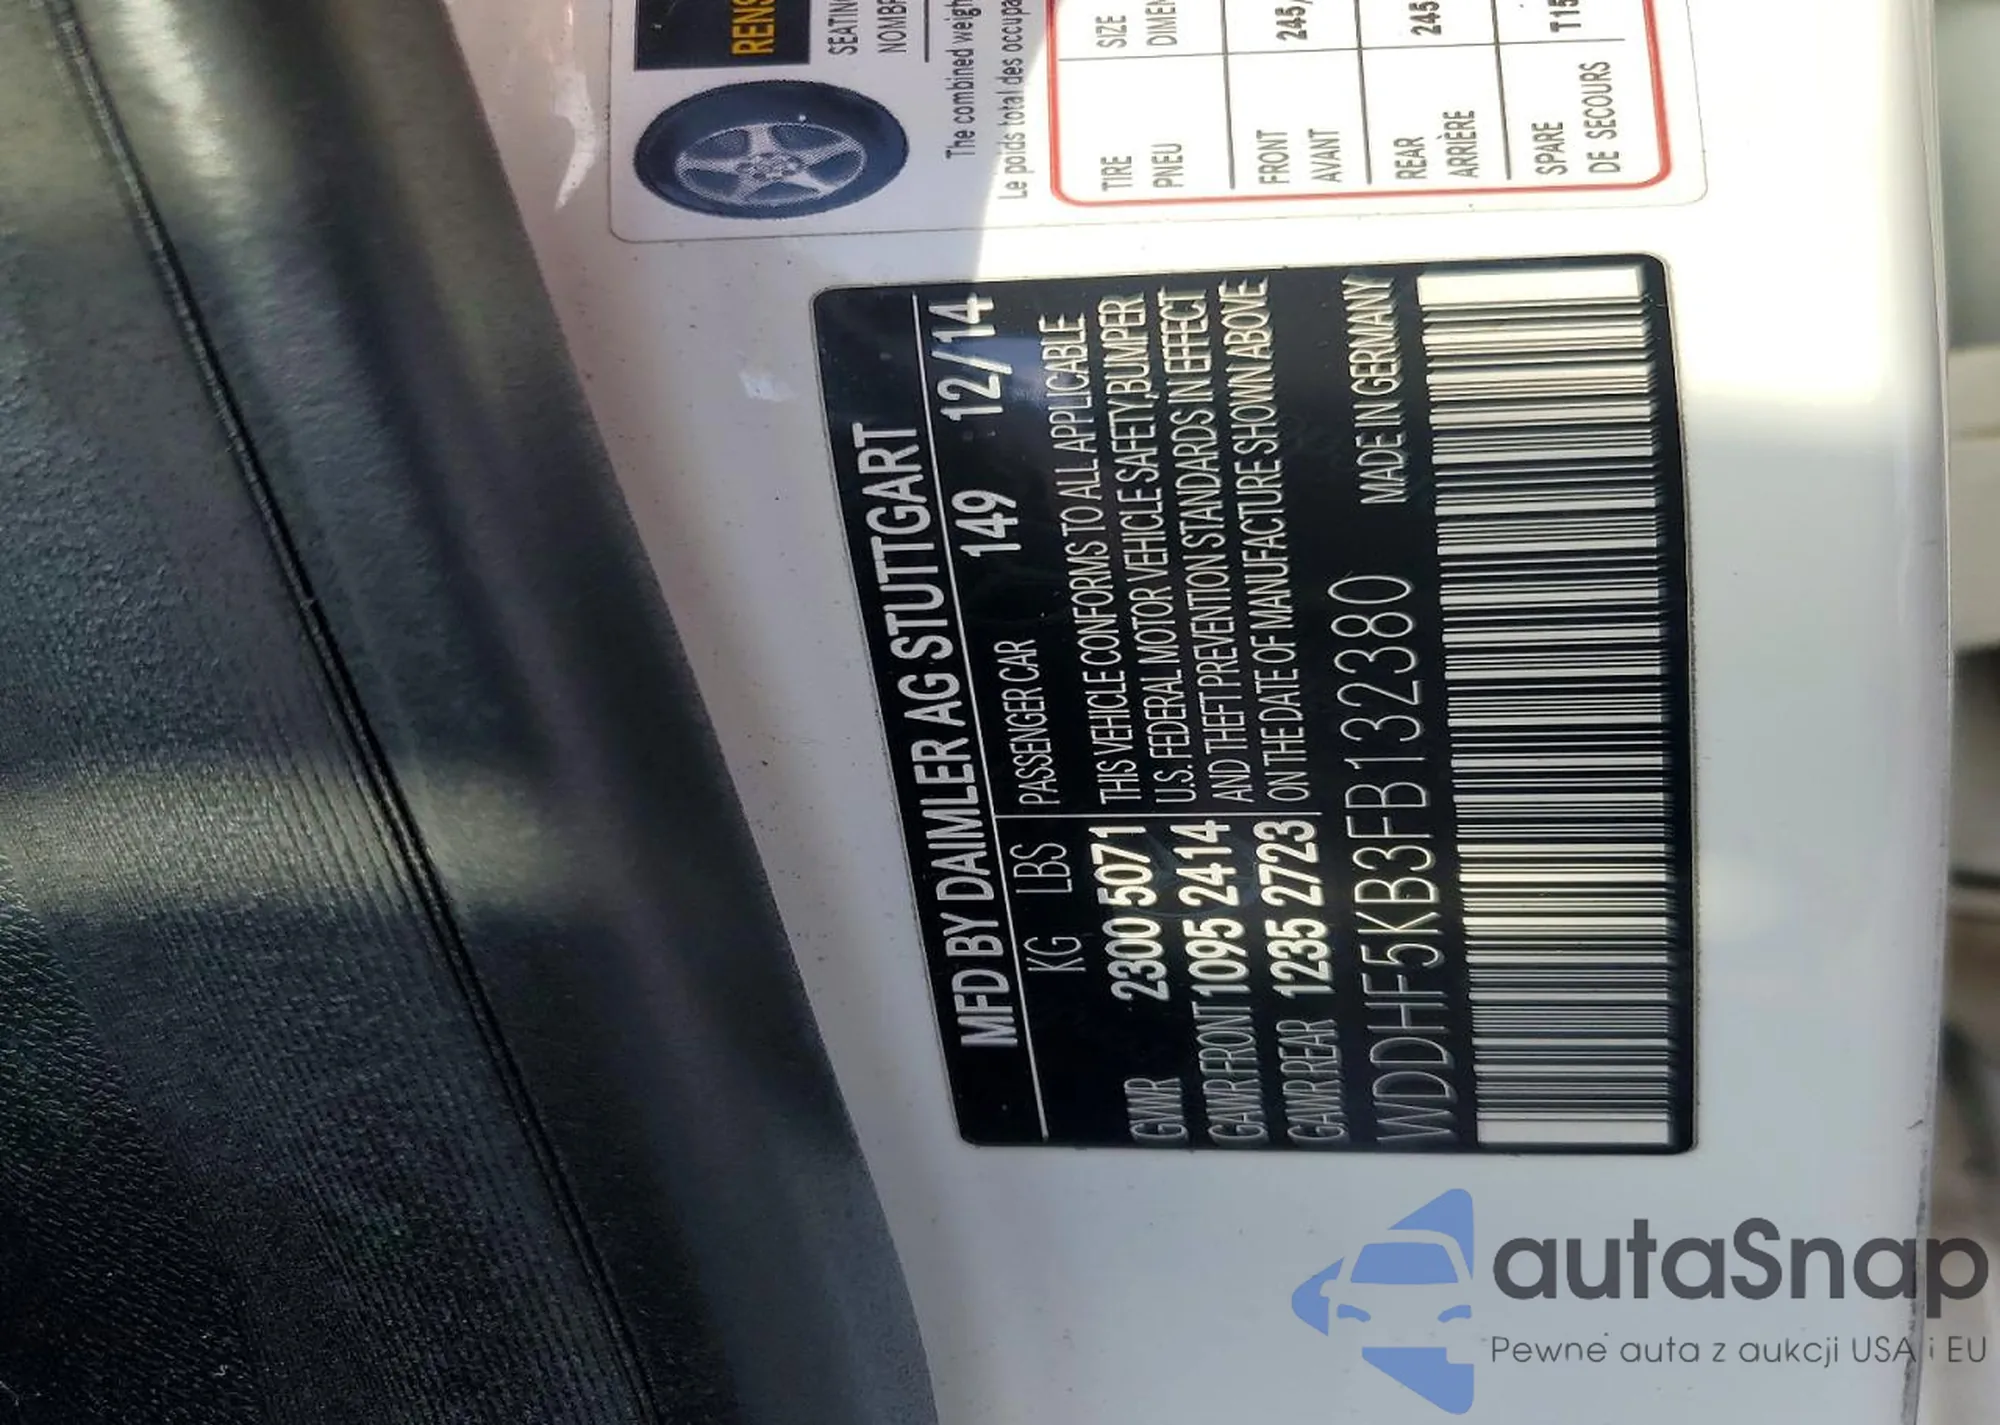 RENS
SEATIN
NOMBR
The combined weigh
Le poids total des occupa
TIRE SIZE
PNEU DIMEN
FRONT 245/
AVANT
REAR 245
ARRIÈRE
SPARE T15
DE SECOURS
MFD BY DAIMLER AG STUTTGART
149 12/14
KG LBS PASSENGER CAR
GVWR 2300 5071 THIS VEHICLE CONFORMS TO ALL APPLICABLE
GAWR FRONT 1095 2414 U.S. FEDERAL MOTOR VEHICLE SAFETY, BUMPER
GAWR REAR 1235 2723 AND THEFT PREVENTION STANDARDS IN EFFECT
ON THE DATE OF MANUFACTURE SHOWN ABOVE
WDDHF5KB3FB132380 MADE IN GERMANY
autaSnap
Pewne auta z aukcji USA i EU